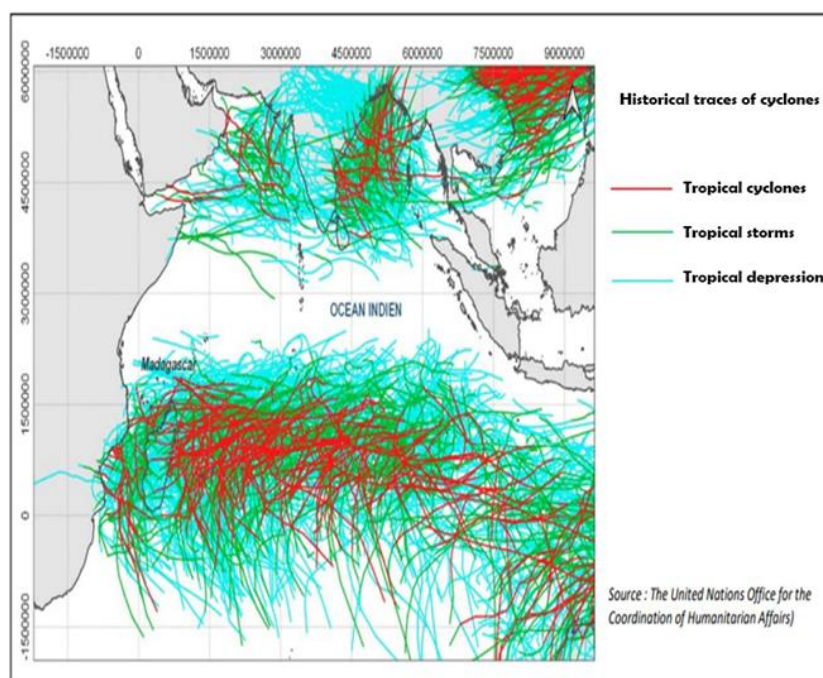 -1500000 0 1500000 3000000 4500000 6000000 7500000 9000000
6000000
4500000
3000000
1500000
0
-1500000
OCEAN INDIEN
Madagascar
Historical traces of cyclones
Tropical cyclones
Tropical storms
Tropical depression
Source : The United Nations Office for the
Coordination of Humanitarian Affairs)